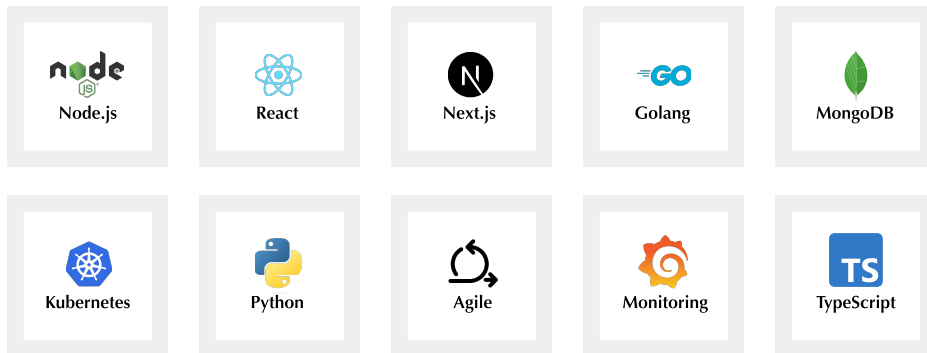 node
JS
Node.js
React
N
Next.js
GO
Golang
MongoDB
Kubernetes
Python
Agile
Monitoring
TS
TypeScript